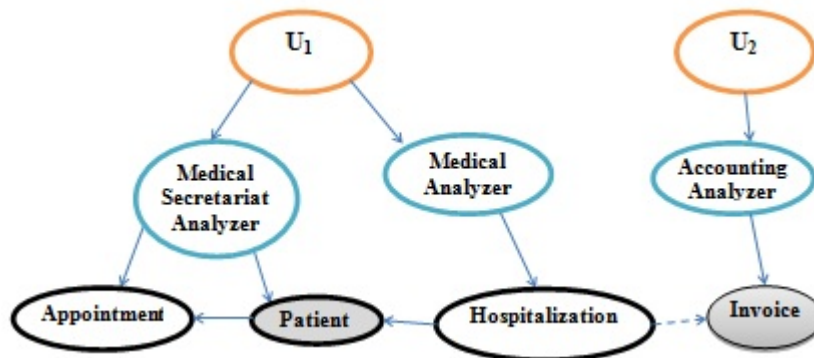 U1
U2
Medical
Secretariat
Analyzer
Medical
Analyzer
Accounting
Analyzer
Appointment
Patient
Hospitalization
Invoice